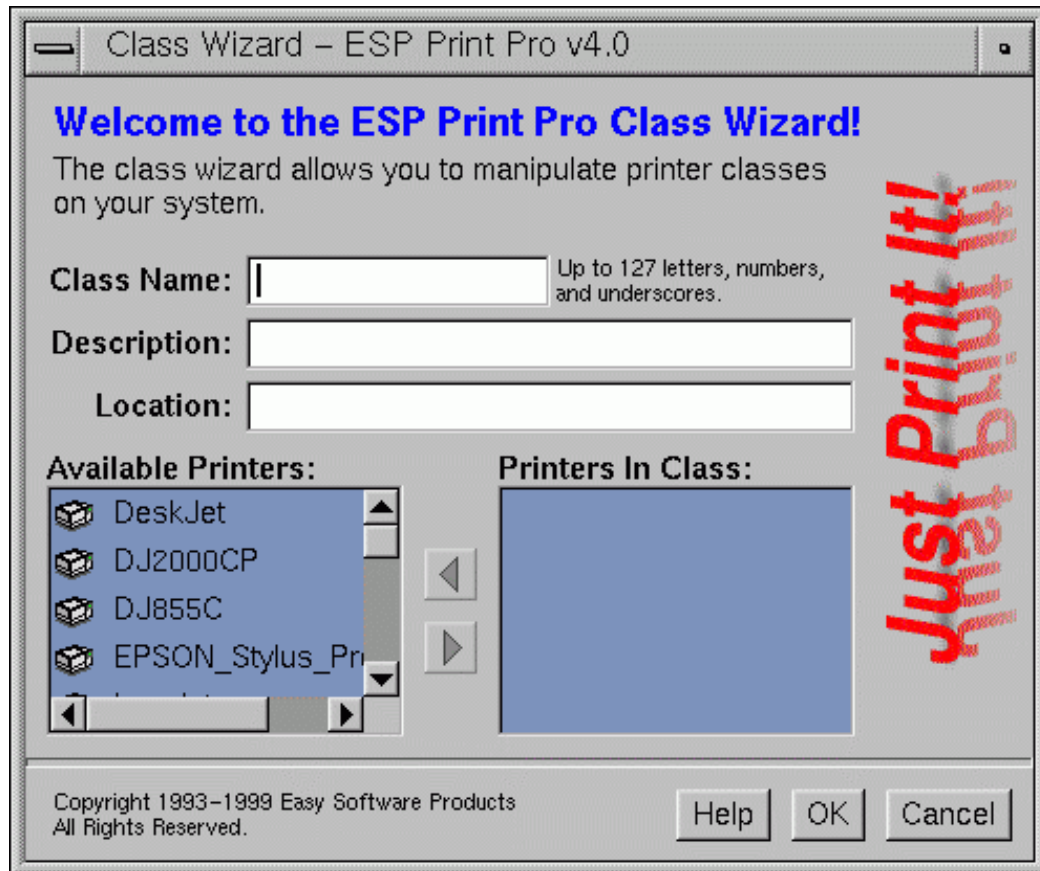 Class Wizard – ESP Print Pro v4.0
Welcome to the ESP Print Pro Class Wizard!
The class wizard allows you to manipulate printer classes
on your system.
Class Name:
Up to 127 letters, numbers,
and underscores.
Description:
Location:
Available Printers:
DeskJet
DJ2000CP
DJ855C
EPSON_Stylus_Pr
Printers In Class:
Just Print It!
Copyright 1993–1999 Easy Software Products
All Rights Reserved.
Help
OK
Cancel